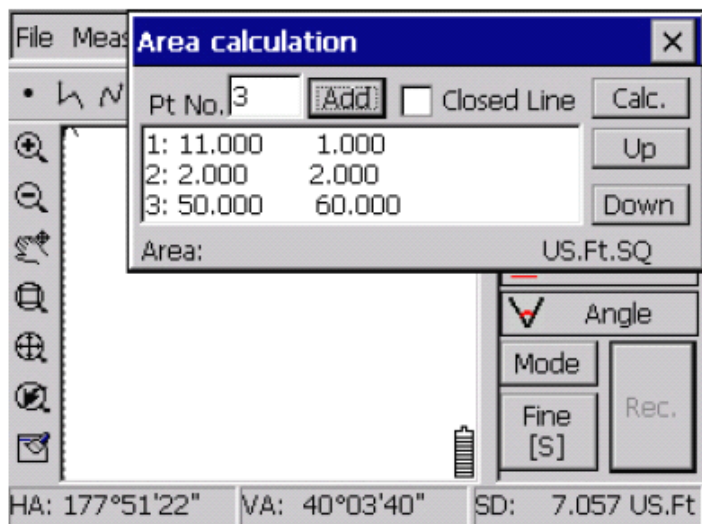 File Meas
Area calculation
Pt No. 3 Add Closed Line Calc.
1: 11.000 1.000
2: 2.000 2.000
3: 50.000 60.000
Up
Down
Area: US.Ft.SQ
Angle
Mode
Fine
[S]
Rec.
HA: 177°51'22" VA: 40°03'40" SD: 7.057 US.Ft